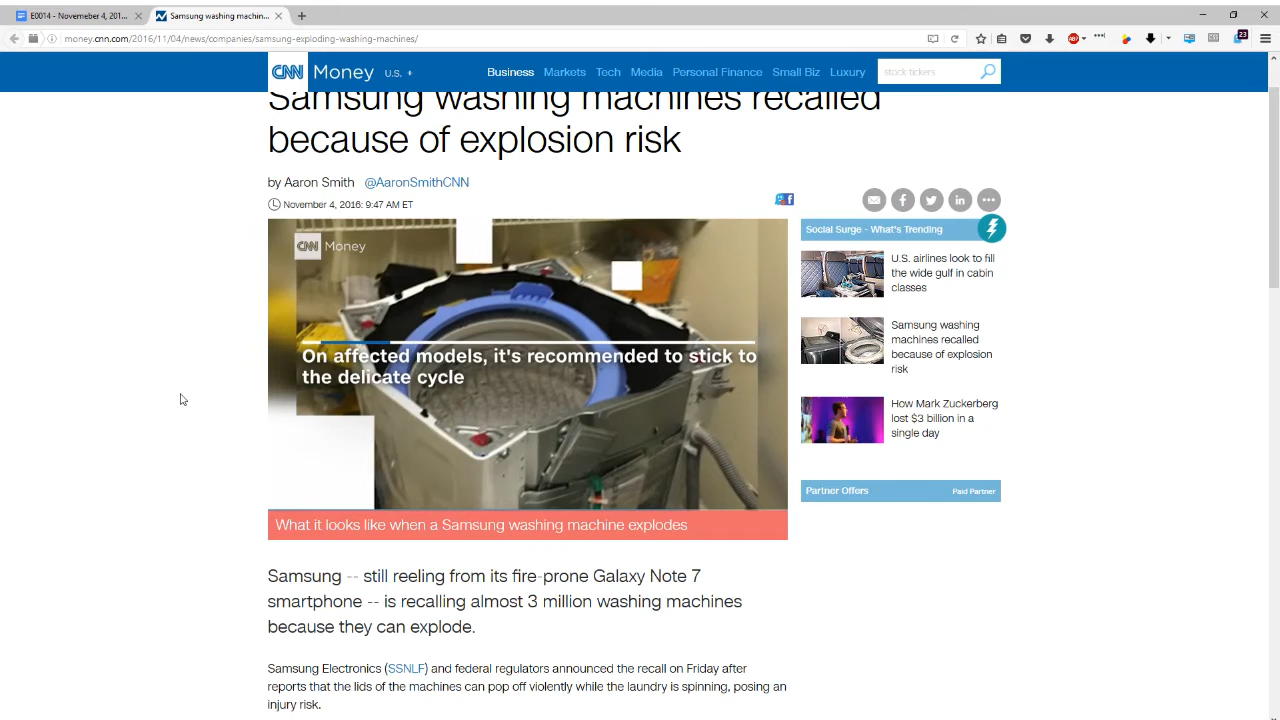 E0014 - Novemeber 4, 201...
Samsung washing machin...
money.cnn.com/2016/11/04/news/companies/samsung-exploding-washing-machines/
23
CNN Money U.S. +
Business Markets Tech Media Personal Finance Small Biz Luxury
stock tickers
Samsung washing machines recalled
because of explosion risk
by Aaron Smith @AaronSmithCNN
November 4, 2016: 9:47 AM ET
CNN Money
On affected models, it's recommended to stick to
the delicate cycle
What it looks like when a Samsung washing machine explodes
Samsung -- still reeling from its fire-prone Galaxy Note 7
smartphone -- is recalling almost 3 million washing machines
because they can explode.
Samsung Electronics (SSNLF) and federal regulators announced the recall on Friday after
reports that the lids of the machines can pop off violently while the laundry is spinning, posing an
injury risk.
Social Surge - What's Trending
U.S. airlines look to fill
the wide gulf in cabin
classes
Samsung washing
machines recalled
because of explosion
risk
How Mark Zuckerberg
lost $3 billion in a
single day
Partner Offers Paid Partner